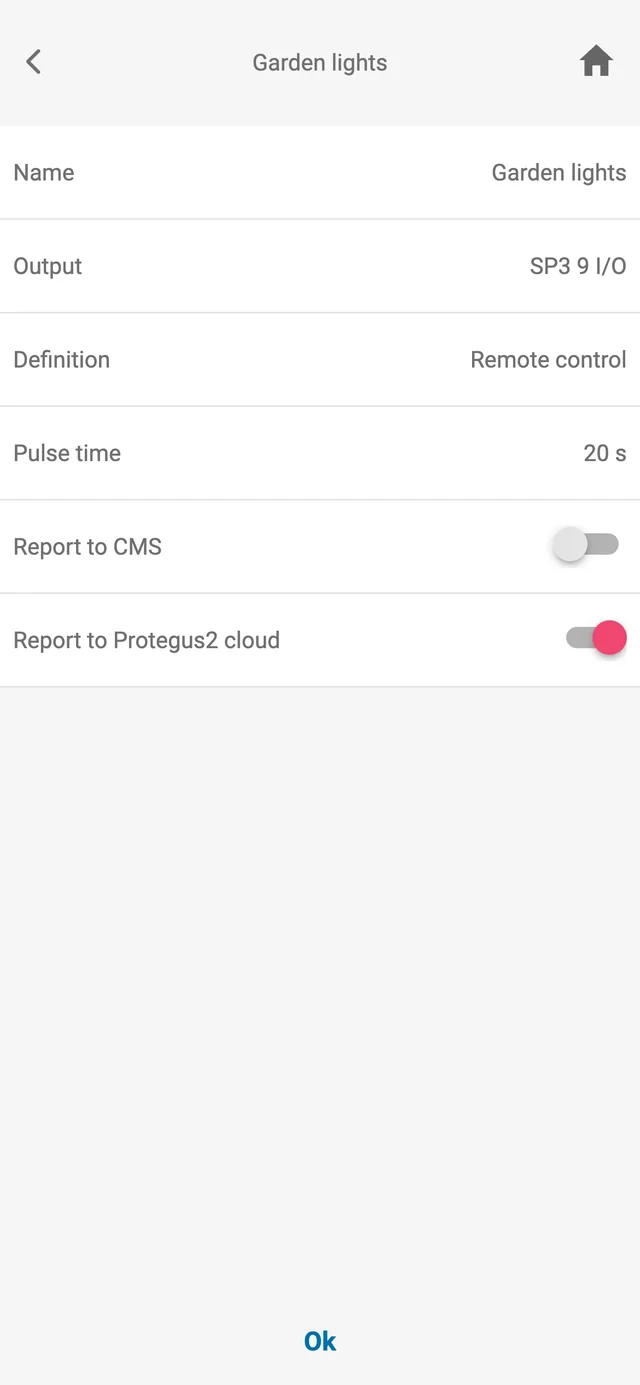 Garden lights
Name Garden lights
Output SP3 9 I/O
Definition Remote control
Pulse time 20 s
Report to CMS
Report to Protegus2 cloud
Ok